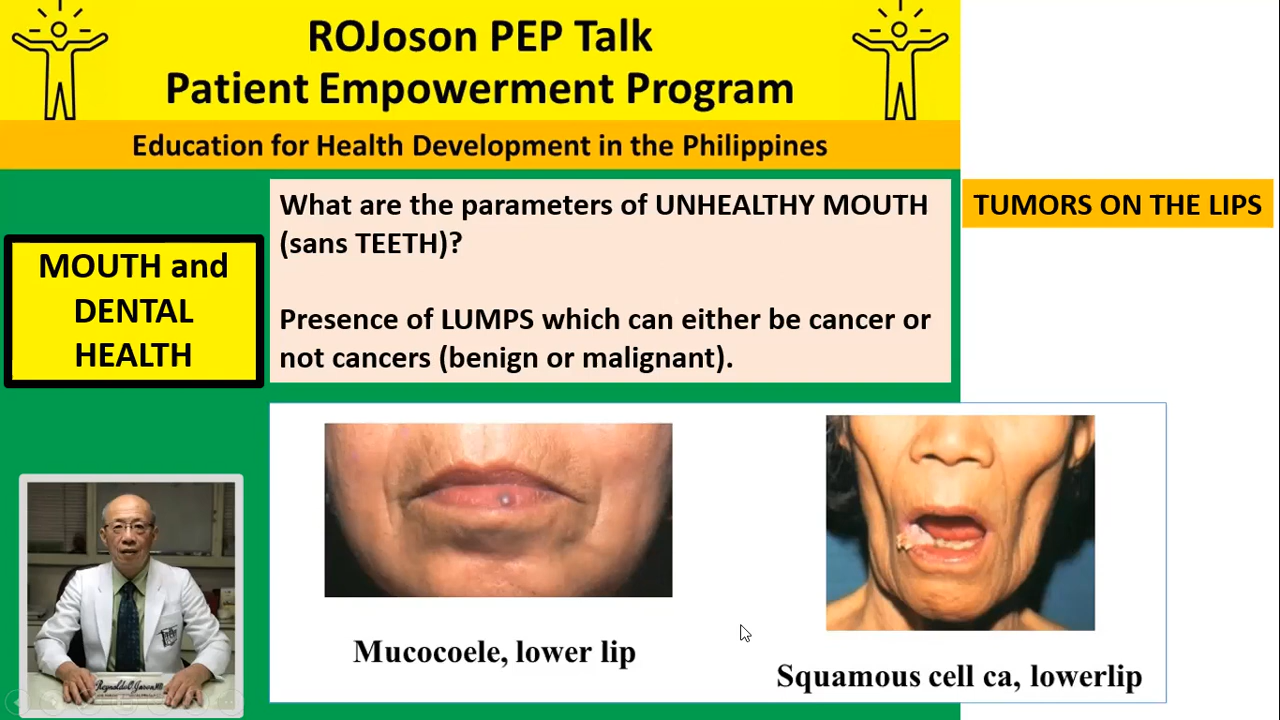 ROJoson PEP Talk
Patient Empowerment Program
Education for Health Development in the Philippines
MOUTH and
DENTAL
HEALTH
What are the parameters of UNHEALTHY MOUTH
(sans TEETH)?
Presence of LUMPS which can either be cancer or
not cancers (benign or malignant).
TUMORS ON THE LIPS
Mucocoele, lower lip
Squamous cell ca, lowerlip